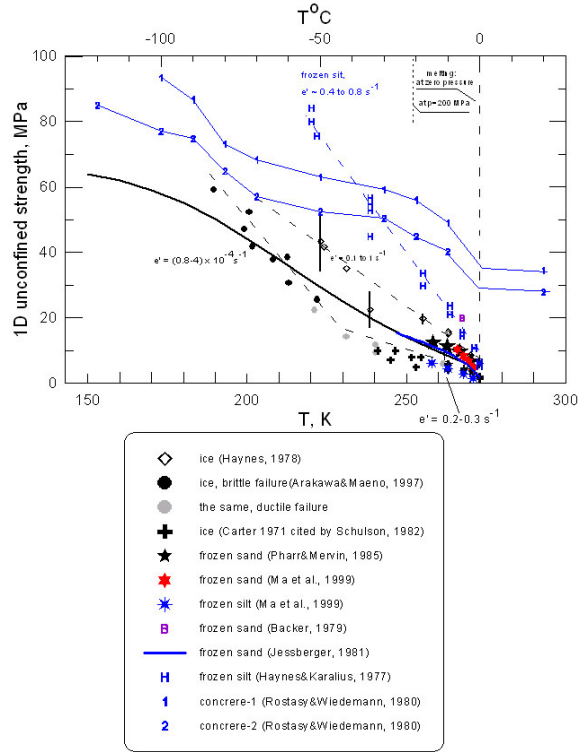 T°C
-100 -50 0
100
80
60
40
20
0
1D unconfined strength, MPa
frozen silt,
e' ~ 0.4 to 0.8 s-1
melting:
at zero pressure
at p=200 MPa
e' = (0.8-4) x 10-4 s-1
e' = 0.1 to 1 s-1
150 200 250 300
T, K
e' = 0.2-0.3 s-1
ice (Haynes, 1978)
ice, brittle failure(Arakawa&Maeno, 1997)
the same, ductile failure
ice (Carter 1971 cited by Schulson, 1982)
frozen sand (Pharr&Mervin, 1985)
frozen sand (Ma et al., 1999)
frozen silt (Ma et al., 1999)
B frozen sand (Backer, 1979)
frozen sand (Jessberger, 1981)
H frozen silt (Haynes&Karalius, 1977)
1 concrere-1 (Rostasy&Wiedemann, 1980)
2 concrere-2 (Rostasy&Wiedemann, 1980)